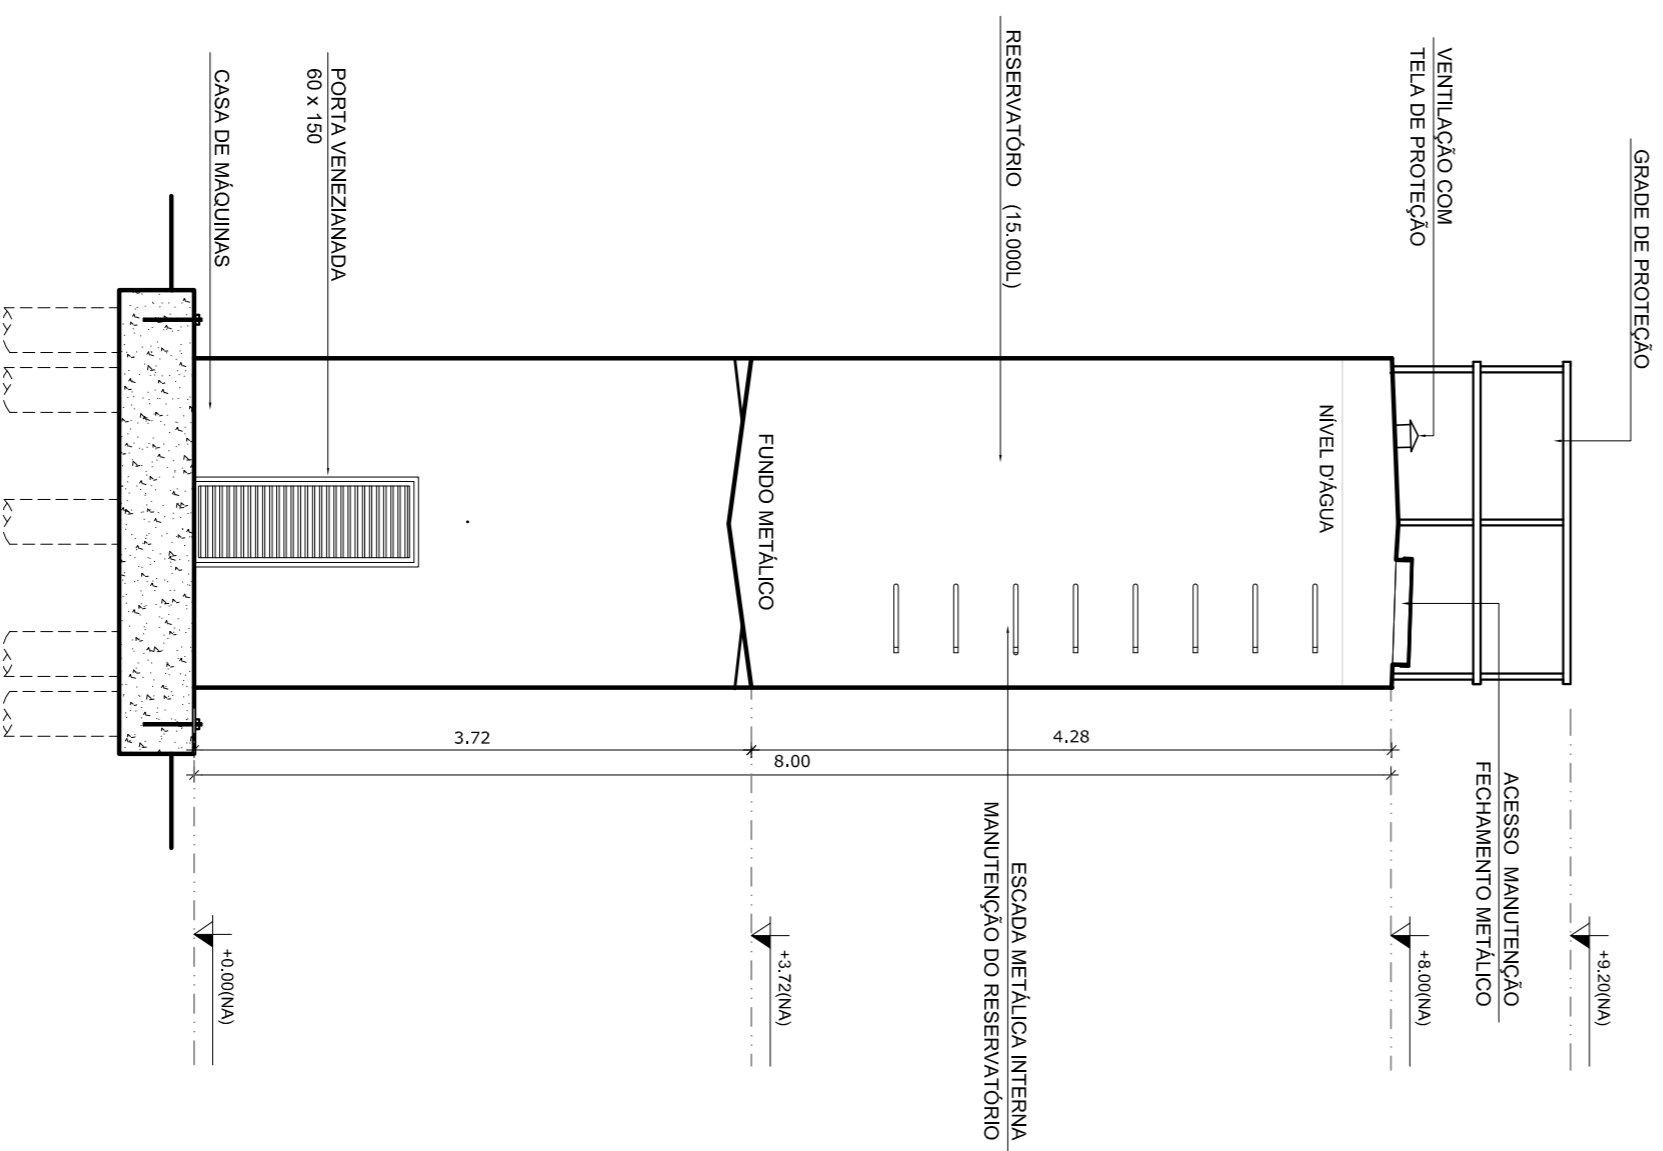 GRADE DE PROTEÇÃO
VENTILAÇÃO COM
TELA DE PROTEÇÃO
RESERVATÓRIO (15.000L)
PORTA VENEZIANADA
60 x 150
CASA DE MÁQUINAS
NÍVEL D'ÁGUA
FUNDO METÁLICO
4.28
3.72
8.00
ACESSO MANUTENÇÃO
FECHAMENTO METÁLICO
ESCADA METÁLICA INTERNA
MANUTENÇÃO DO RESERVATÓRIO
+9.20(NA)
+8.00(NA)
+3.72(NA)
+0.00(NA)